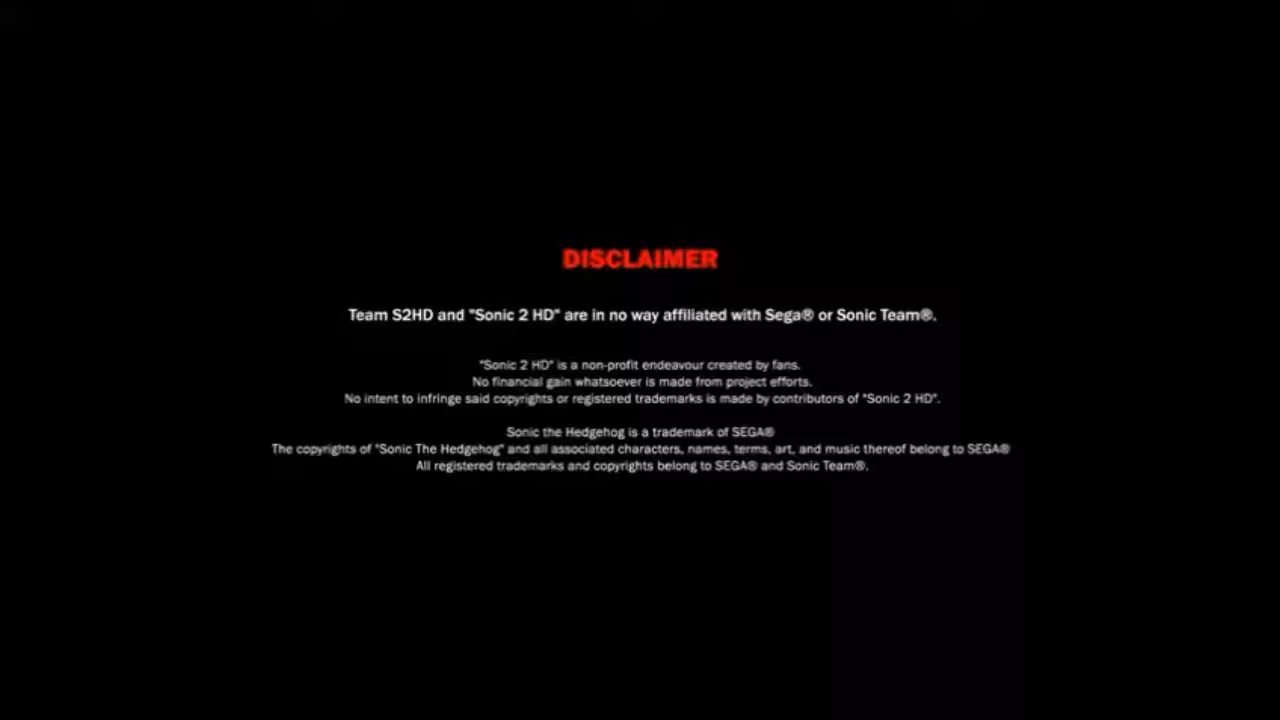 DISCLAIMER
Team S2HD and "Sonic 2 HD" are in no way affiliated with Sega® or Sonic Team®.
"Sonic 2 HD" is a non-profit endeavour created by fans.
No financial gain whatsoever is made from project efforts.
No intent to infringe said copyrights or registered trademarks is made by contributors of "Sonic 2 HD".
Sonic the Hedgehog is a trademark of SEGA®
The copyrights of "Sonic The Hedgehog" and all associated characters, names, terms, art, and music thereof belong to SEGA®
All registered trademarks and copyrights belong to SEGA® and Sonic Team®.